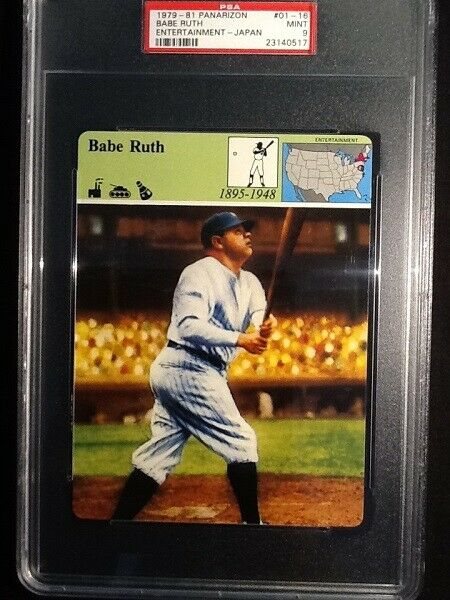 PSA
1979-81 PANARIZON #01-16
BABE RUTH MINT
ENTERTAINMENT-JAPAN 9
23140517
Babe Ruth
1895-1948
ENTERTAINMENT